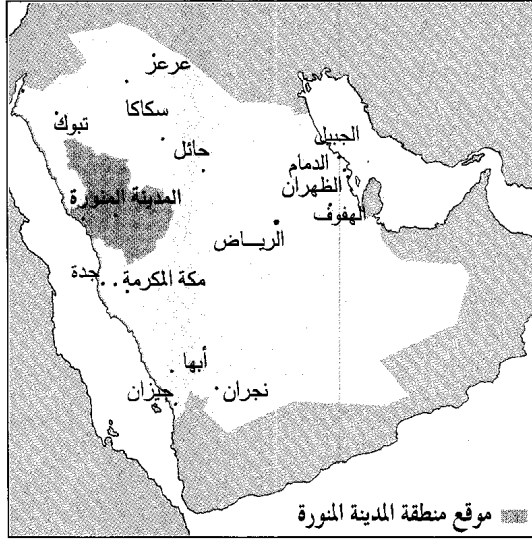 عرعر
سكاكا
تبوك
الجبيل
حائل
الدمام
الظهران
المدينة المنورة
الهفوف
الريـــاض
جدة
مكة المكرمة
أبها
نجران
جيزان
موقع منطقة المدينة المنورة